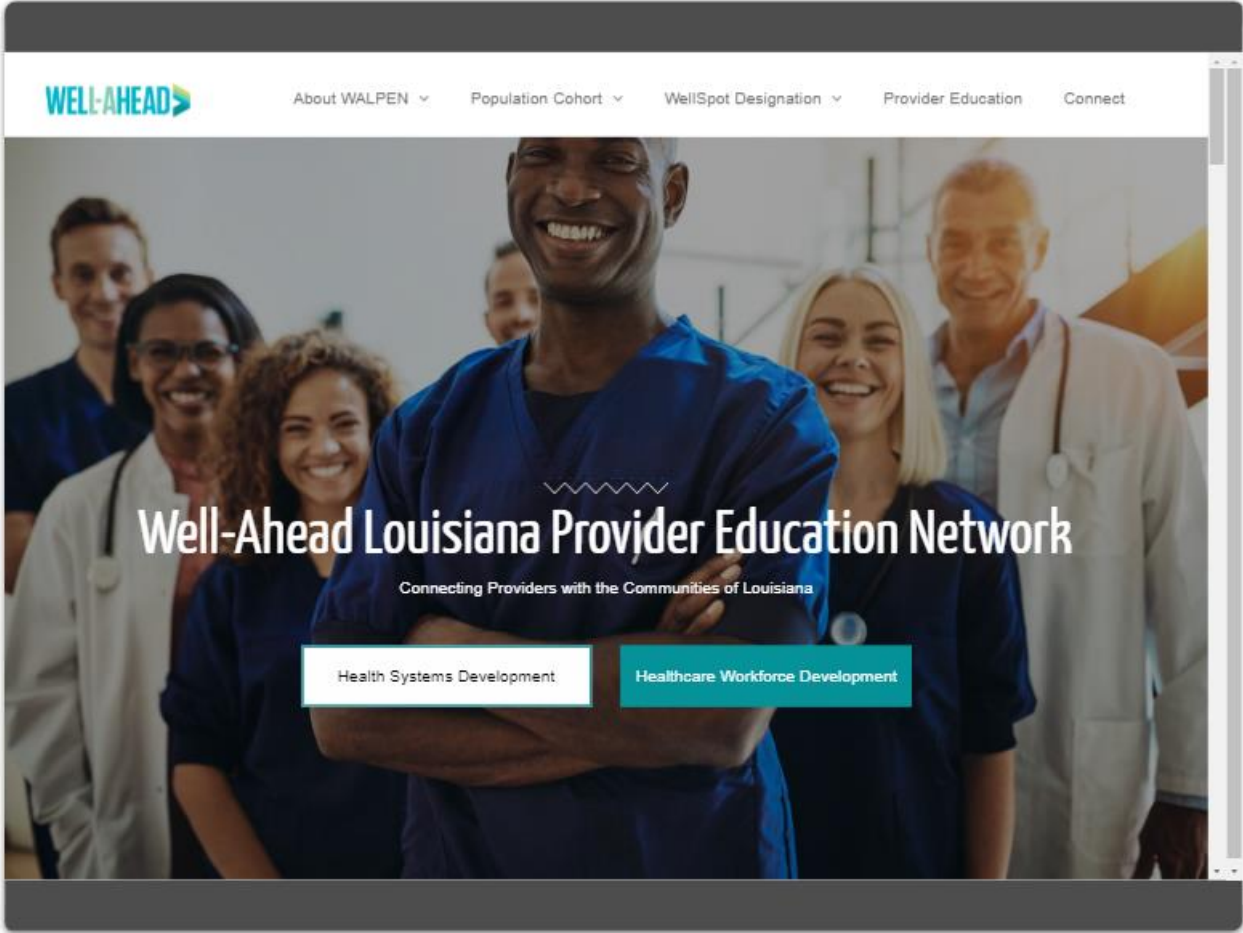 WELL-AHEAD
About WALPEN
Population Cohort
WellSpot Designation
Provider Education
Connect
Well-Ahead Louisiana Provider Education Network
Connecting Providers with the Communities of Louisiana
Health Systems Development
Healthcare Workforce Development